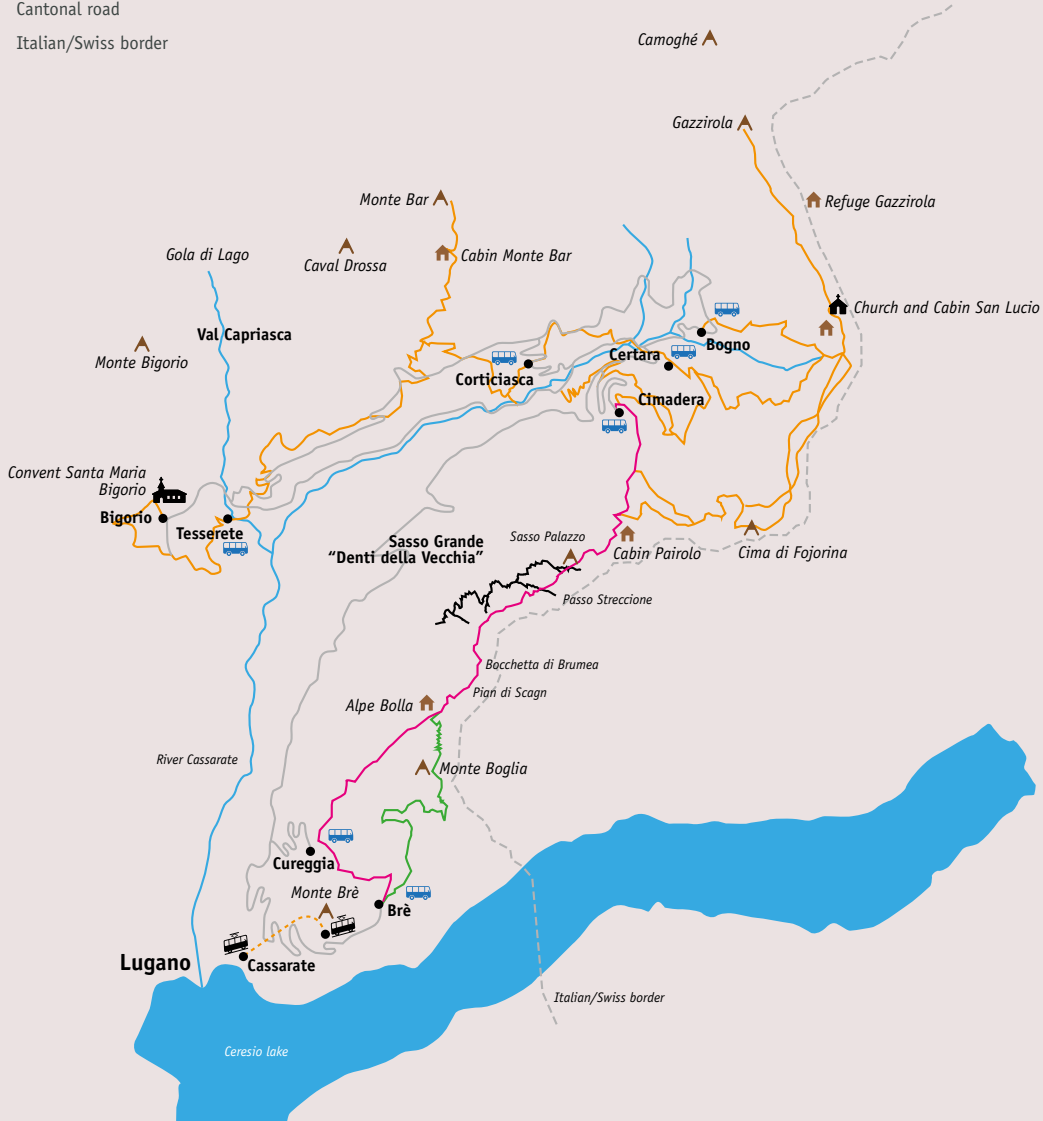 Cantonal road
Italian/Swiss border
Camoghé
Gazzirola
Monte Bar
Refuge Gazzirola
Gola di Lago
Caval Drossa
Cabin Monte Bar
Church and Cabin San Lucio
Val Capriasca
Monte Bigorio
Bogno
Certara
Corticiasca
Cimadera
Convent Santa Maria
Bigorio
Bigorio
Tesserete
Sasso Grande
“Denti della Vecchia”
Sasso Palazzo
Cabin Pairolo
Cima di Fojorina
Passo Streccione
Bocchetta di Brumea
Pian di Scagn
Alpe Bolla
River Cassarate
Monte Boglia
Cureggia
Monte Brè
Brè
Lugano
Cassarate
Italian/Swiss border
Ceresio lake